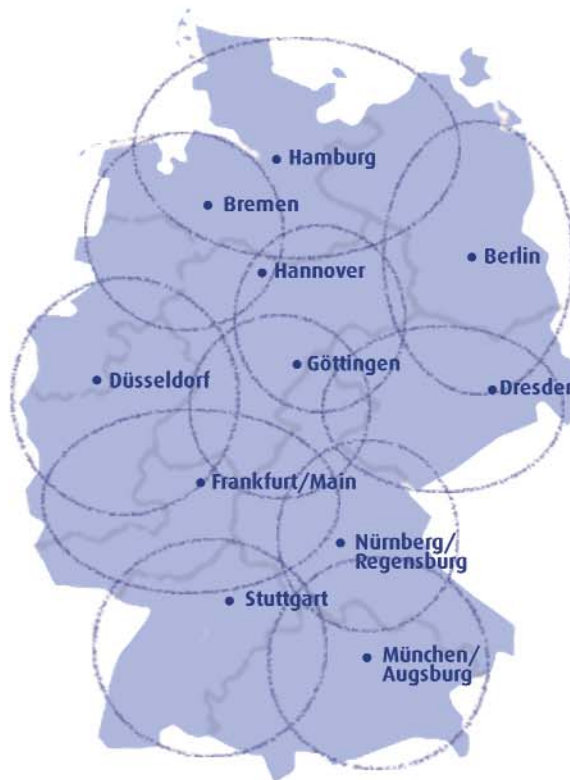 Hamburg
Bremen
Berlin
Hannover
Göttingen
Düsseldorf
Dresden
Frankfurt/Main
Nürnberg/
Regensburg
Stuttgart
München/
Augsburg